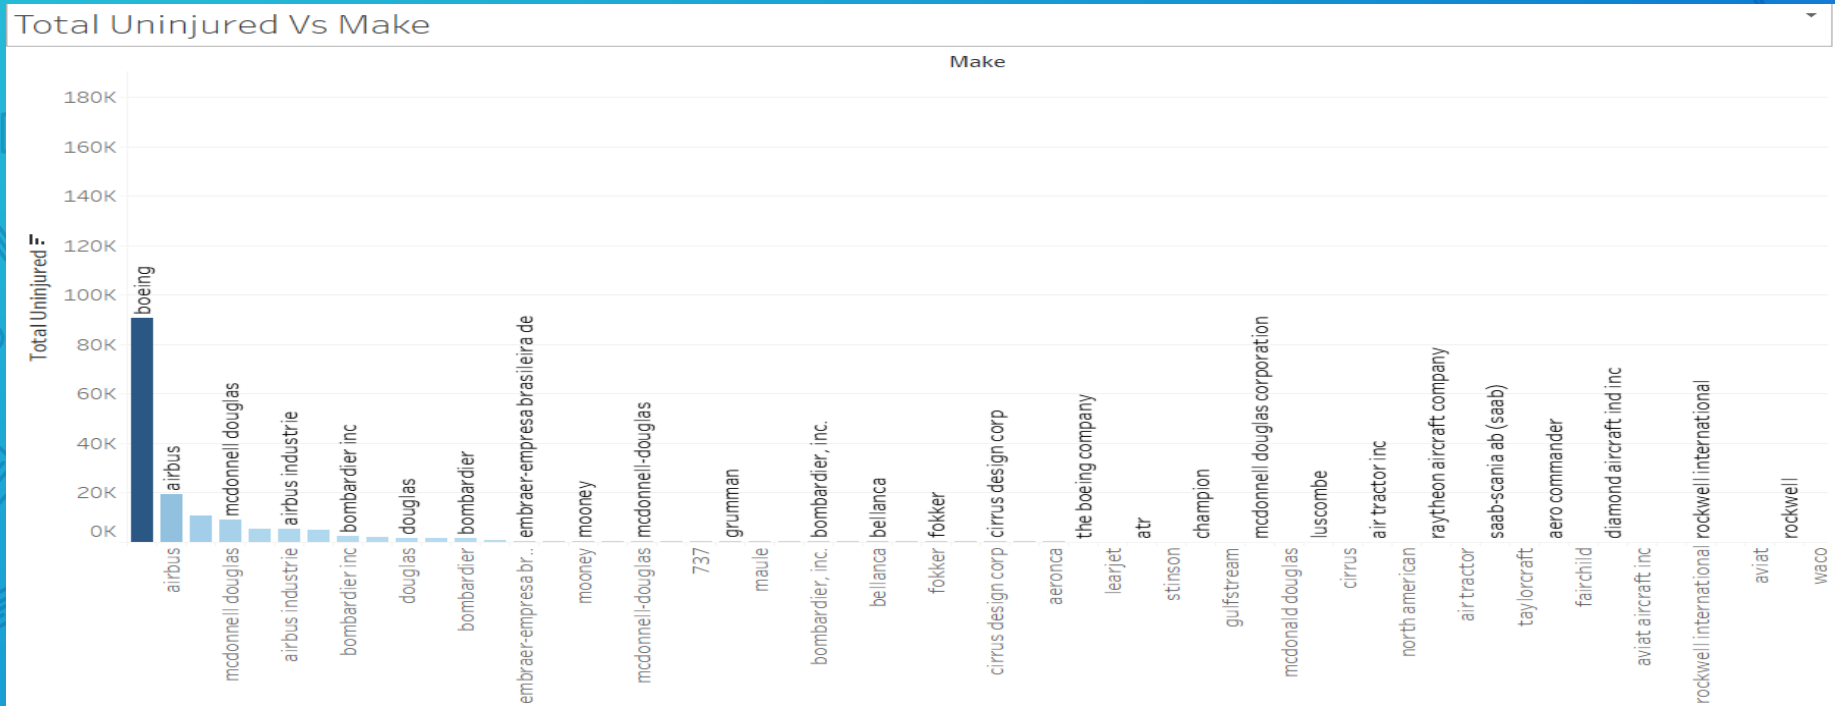 Total Uninjured Vs Make
Make
180K
160K
140K
120K
100K
80K
60K
40K
20K
0K
Total Uninjured
boeing
airbus
mcdonnell douglas
airbus industrie
bombardier inc
douglas
bombardier
embraer-empresa brasileira de
mooney
mcdonnell-douglas
grumman
bombardier, inc.
bellanca
fokker
cirrus design corp
the boeing company
atr
champion
mcdonnell douglas corporation
luscombe
air tractor inc
raytheon aircraft company
saab-scania ab (saab)
aero commander
diamond aircraft ind inc
rockwell international
rockwell
airbus
mcdonnell douglas
airbus industrie
bombardier inc
douglas
bombardier
embraer-empresa br..
mooney
mcdonnell-douglas
737
maule
bombardier, inc.
bellanca
fokker
cirrus design corp
aeronca
learjet
stinson
gulfstream
mcdonald douglas
cirrus
north american
air tractor
taylorcraft
fairchild
aviat aircraft inc
rockwell international
aviat
waco